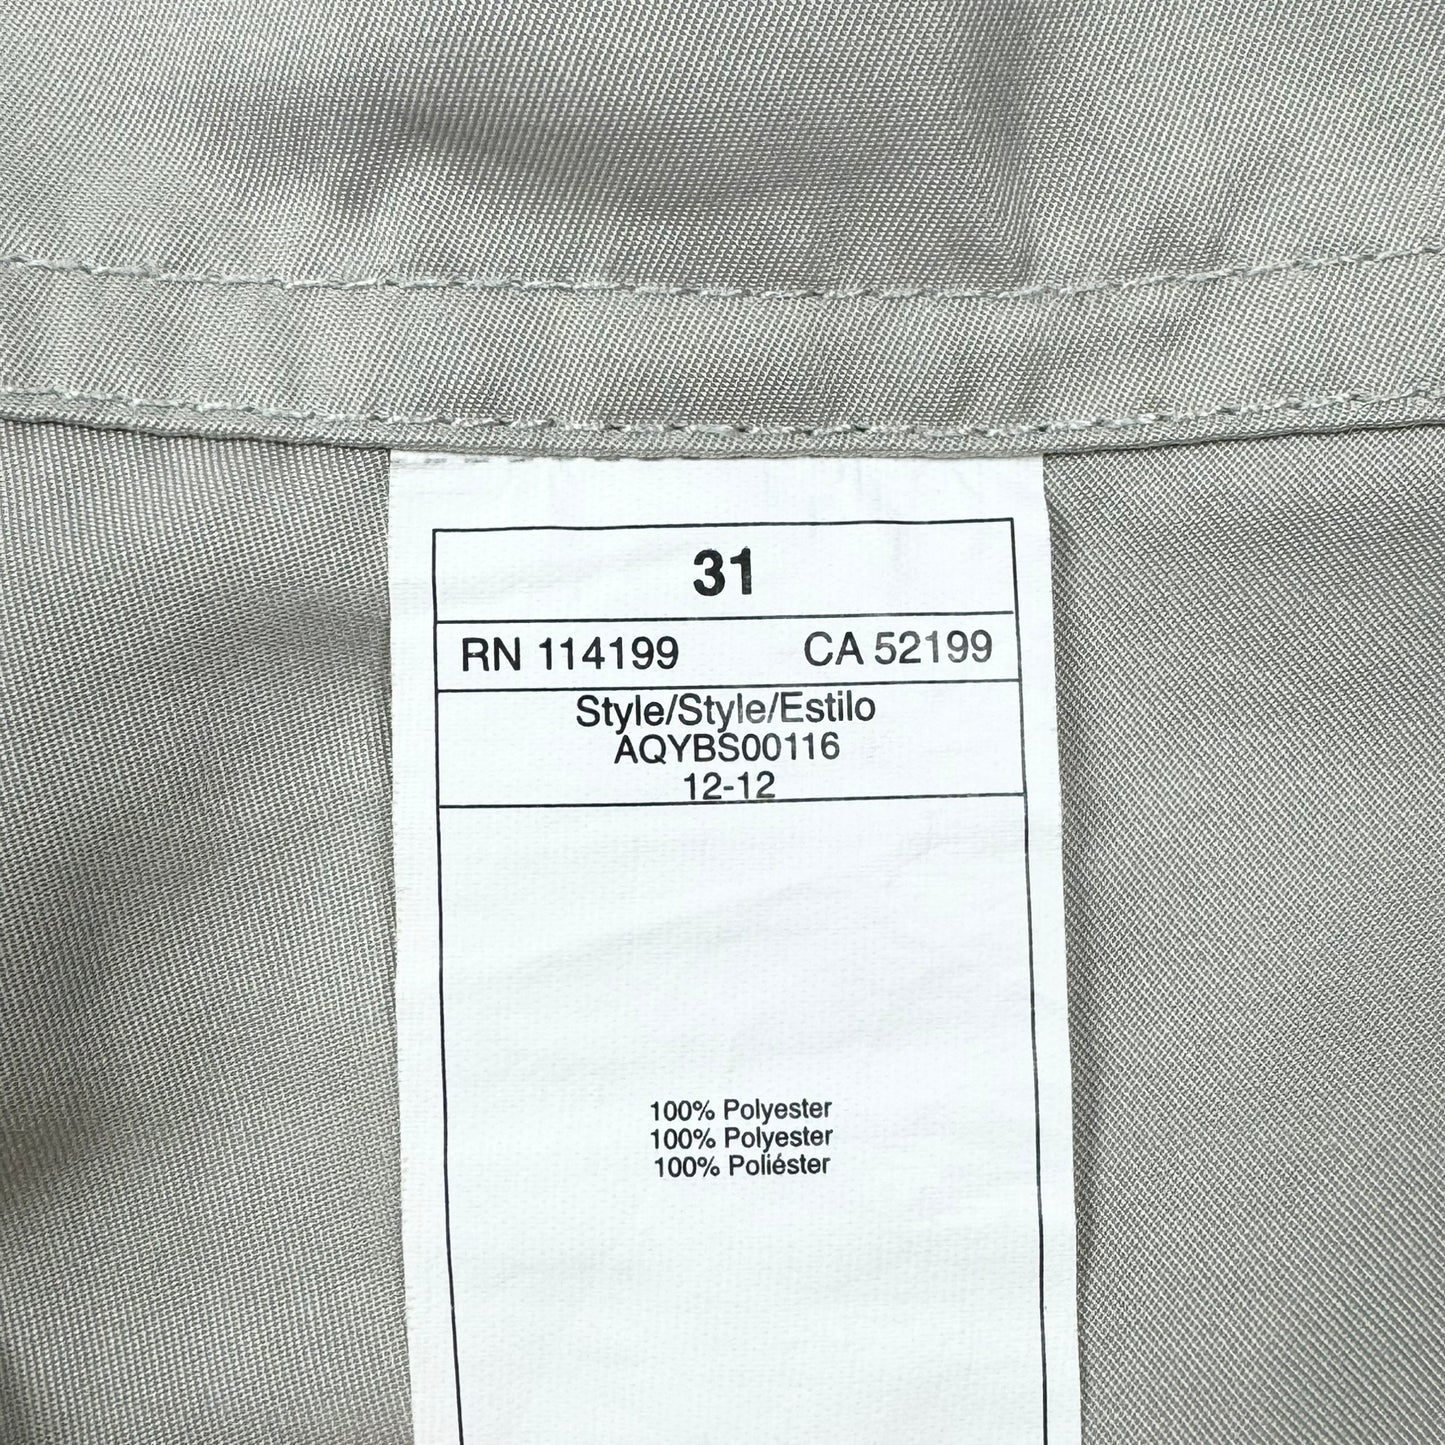 31
RN 114199 CA 52199
Style/Style/Estilo
AQYBS00116
12-12
100% Polyester
100% Polyester
100% Poliéster